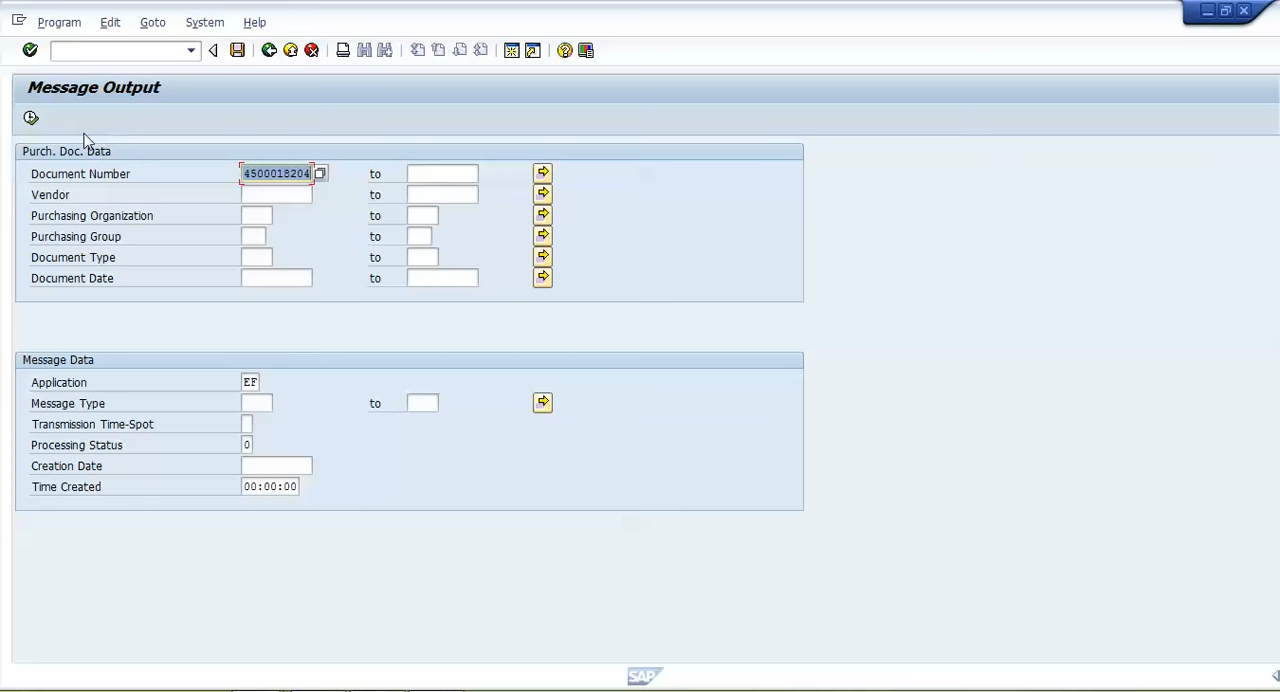 Program Edit Goto System Help
Message Output
Purch. Doc. Data
Document Number 4500018204 to
Vendor to
Purchasing Organization to
Purchasing Group to
Document Type to
Document Date to
Message Data
Application EF
Message Type to
Transmission Time-Spot
Processing Status 0
Creation Date
Time Created 00:00:00
SAP